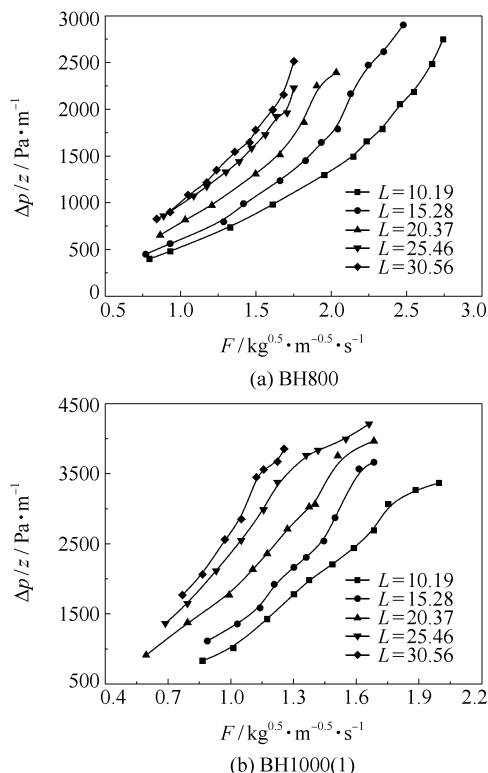 3000
2500
2000
1500
1000
500
0
Δp/z/Pa·m⁻¹
L=10.19
L=15.28
L=20.37
L=25.46
L=30.56
0.5 1.0 1.5 2.0 2.5 3.0
F/kg⁰·⁵·m⁻⁰·⁵·s⁻¹
(a) BH800
4500
3500
2500
1500
500
Δp/z/Pa·m⁻¹
L=10.19
L=15.28
L=20.37
L=25.46
L=30.56
0.4 0.7 1.0 1.3 1.6 1.9 2.2
F/kg⁰·⁵·m⁻⁰·⁵·s⁻¹
(b) BH1000(1)